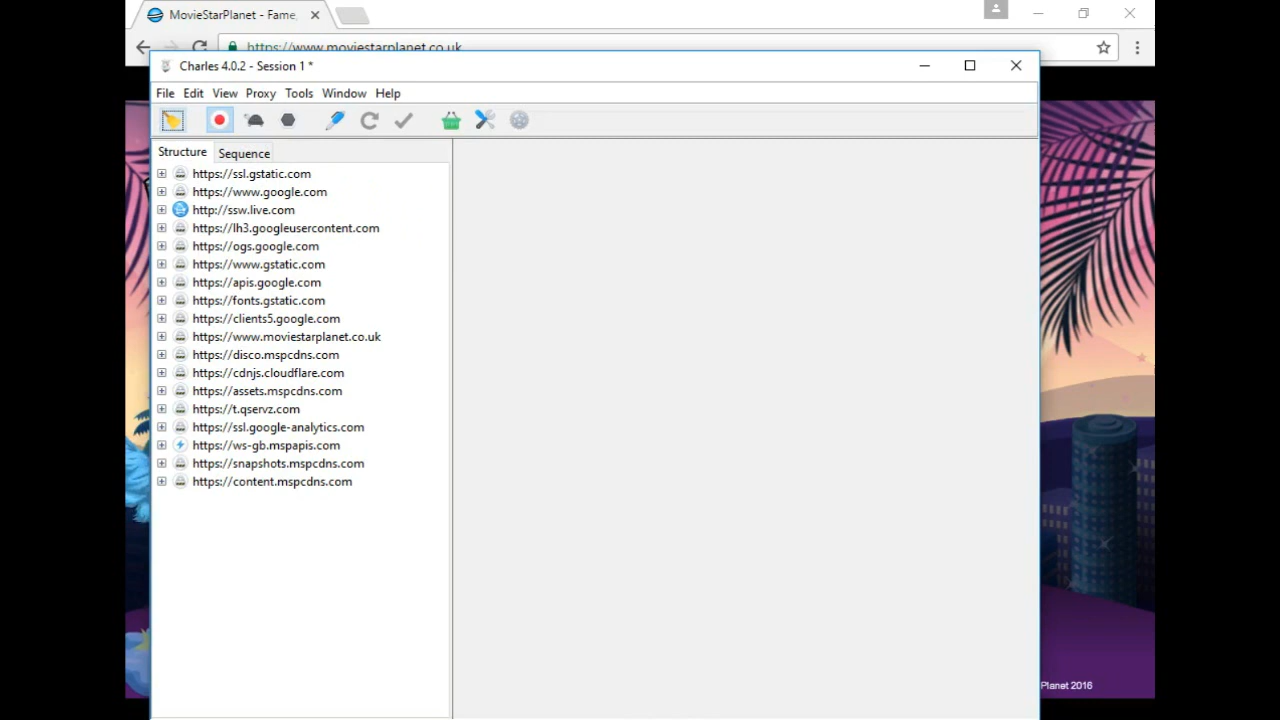 MovieStarPlanet - Fame,
https://www.moviestarplanet.co.uk
Charles 4.0.2 - Session 1 *
File Edit View Proxy Tools Window Help
Structure Sequence
https://ssl.gstatic.com
https://www.google.com
http://ssw.live.com
https://lh3.googleusercontent.com
https://ogs.google.com
https://www.gstatic.com
https://apis.google.com
https://fonts.gstatic.com
https://clients5.google.com
https://www.moviestarplanet.co.uk
https://disco.mspcdns.com
https://cdnjs.cloudflare.com
https://assets.mspcdns.com
https://t.qservz.com
https://ssl.google-analytics.com
https://ws-gb.mspapis.com
https://snapshots.mspcdns.com
https://content.mspcdns.com
Planet 2016